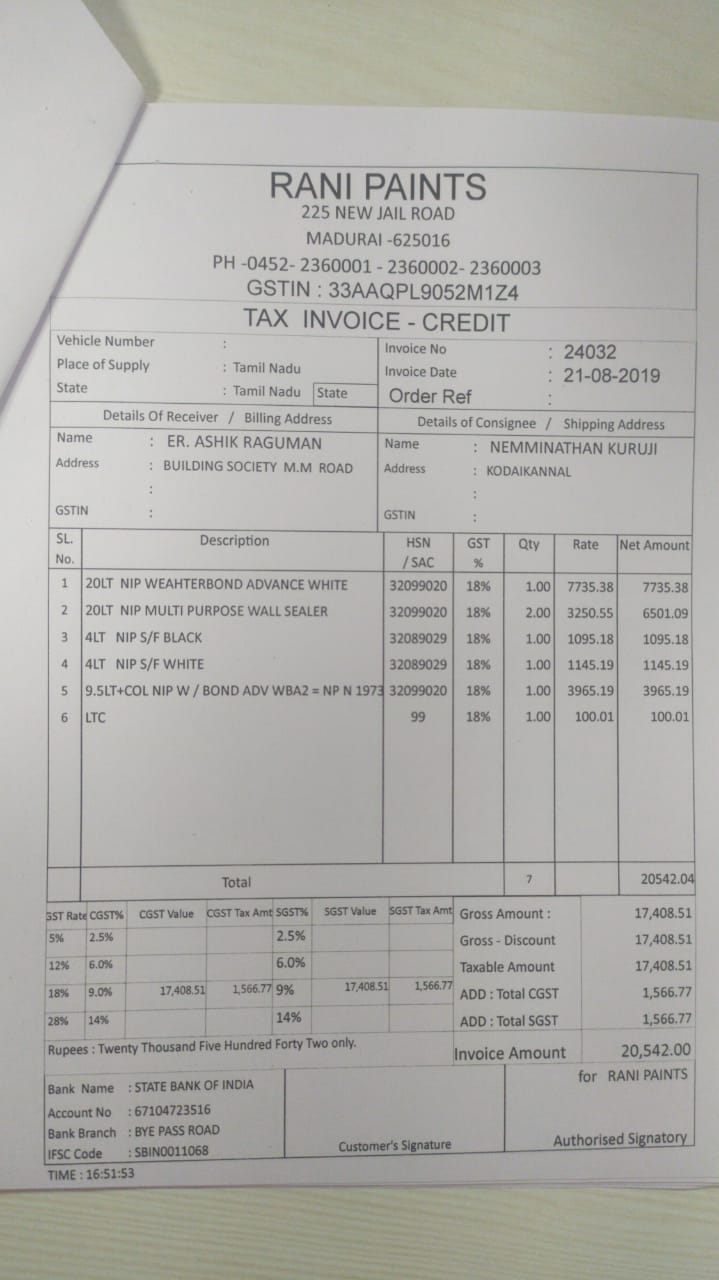 RANI PAINTS
225 NEW JAIL ROAD
MADURAI -625016
PH -0452- 2360001 - 2360002- 2360003
GSTIN : 33AAQPL9052M1Z4
TAX INVOICE - CREDIT
Vehicle Number :
Place of Supply : Tamil Nadu
State : Tamil Nadu State
Invoice No : 24032
Invoice Date : 21-08-2019
Order Ref :
Details Of Receiver / Billing Address
Name : ER. ASHIK RAGUMAN
Address : BUILDING SOCIETY M.M ROAD
:
GSTIN :
Details of Consignee / Shipping Address
Name : NEMMINATHAN KURUJI
Address : KODAIKANNAL
:
GSTIN :
SL. No. Description HSN / SAC GST % Qty Rate Net Amount
1 20LT NIP WEAHTERBOND ADVANCE WHITE 32099020 18% 1.00 7735.38 7735.38
2 20LT NIP MULTI PURPOSE WALL SEALER 32099020 18% 2.00 3250.55 6501.09
3 4LT NIP S/F BLACK 32089029 18% 1.00 1095.18 1095.18
4 4LT NIP S/F WHITE 32089029 18% 1.00 1145.19 1145.19
5 9.5LT+COL NIP W / BOND ADV WBA2 = NP N 1973 32099020 18% 1.00 3965.19 3965.19
6 LTC 99 18% 1.00 100.01 100.01
Total 7 20542.04
GST Rate CGST% CGST Value CGST Tax Amt SGST% SGST Value SGST Tax Amt
5% 2.5% 2.5%
12% 6.0% 6.0%
18% 9.0% 17,408.51 1,566.77 9% 17,408.51 1,566.77
28% 14% 14%
Gross Amount : 17,408.51
Gross - Discount 17,408.51
Taxable Amount 17,408.51
ADD : Total CGST 1,566.77
ADD : Total SGST 1,566.77
Rupees : Twenty Thousand Five Hundred Forty Two only.
Invoice Amount 20,542.00
Bank Name : STATE BANK OF INDIA
Account No : 67104723516
Bank Branch : BYE PASS ROAD
IFSC Code : SBIN0011068
Customer's Signature
for RANI PAINTS
Authorised Signatory
TIME : 16:51:53